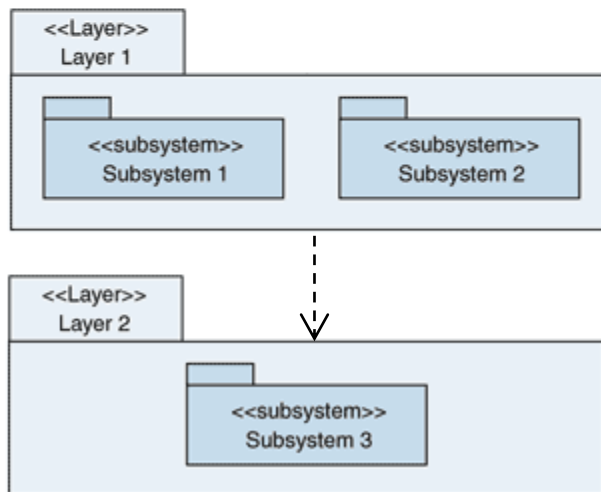 <<Layer>>
Layer 1
<<subsystem>>
Subsystem 1
<<subsystem>>
Subsystem 2
<<Layer>>
Layer 2
<<subsystem>>
Subsystem 3